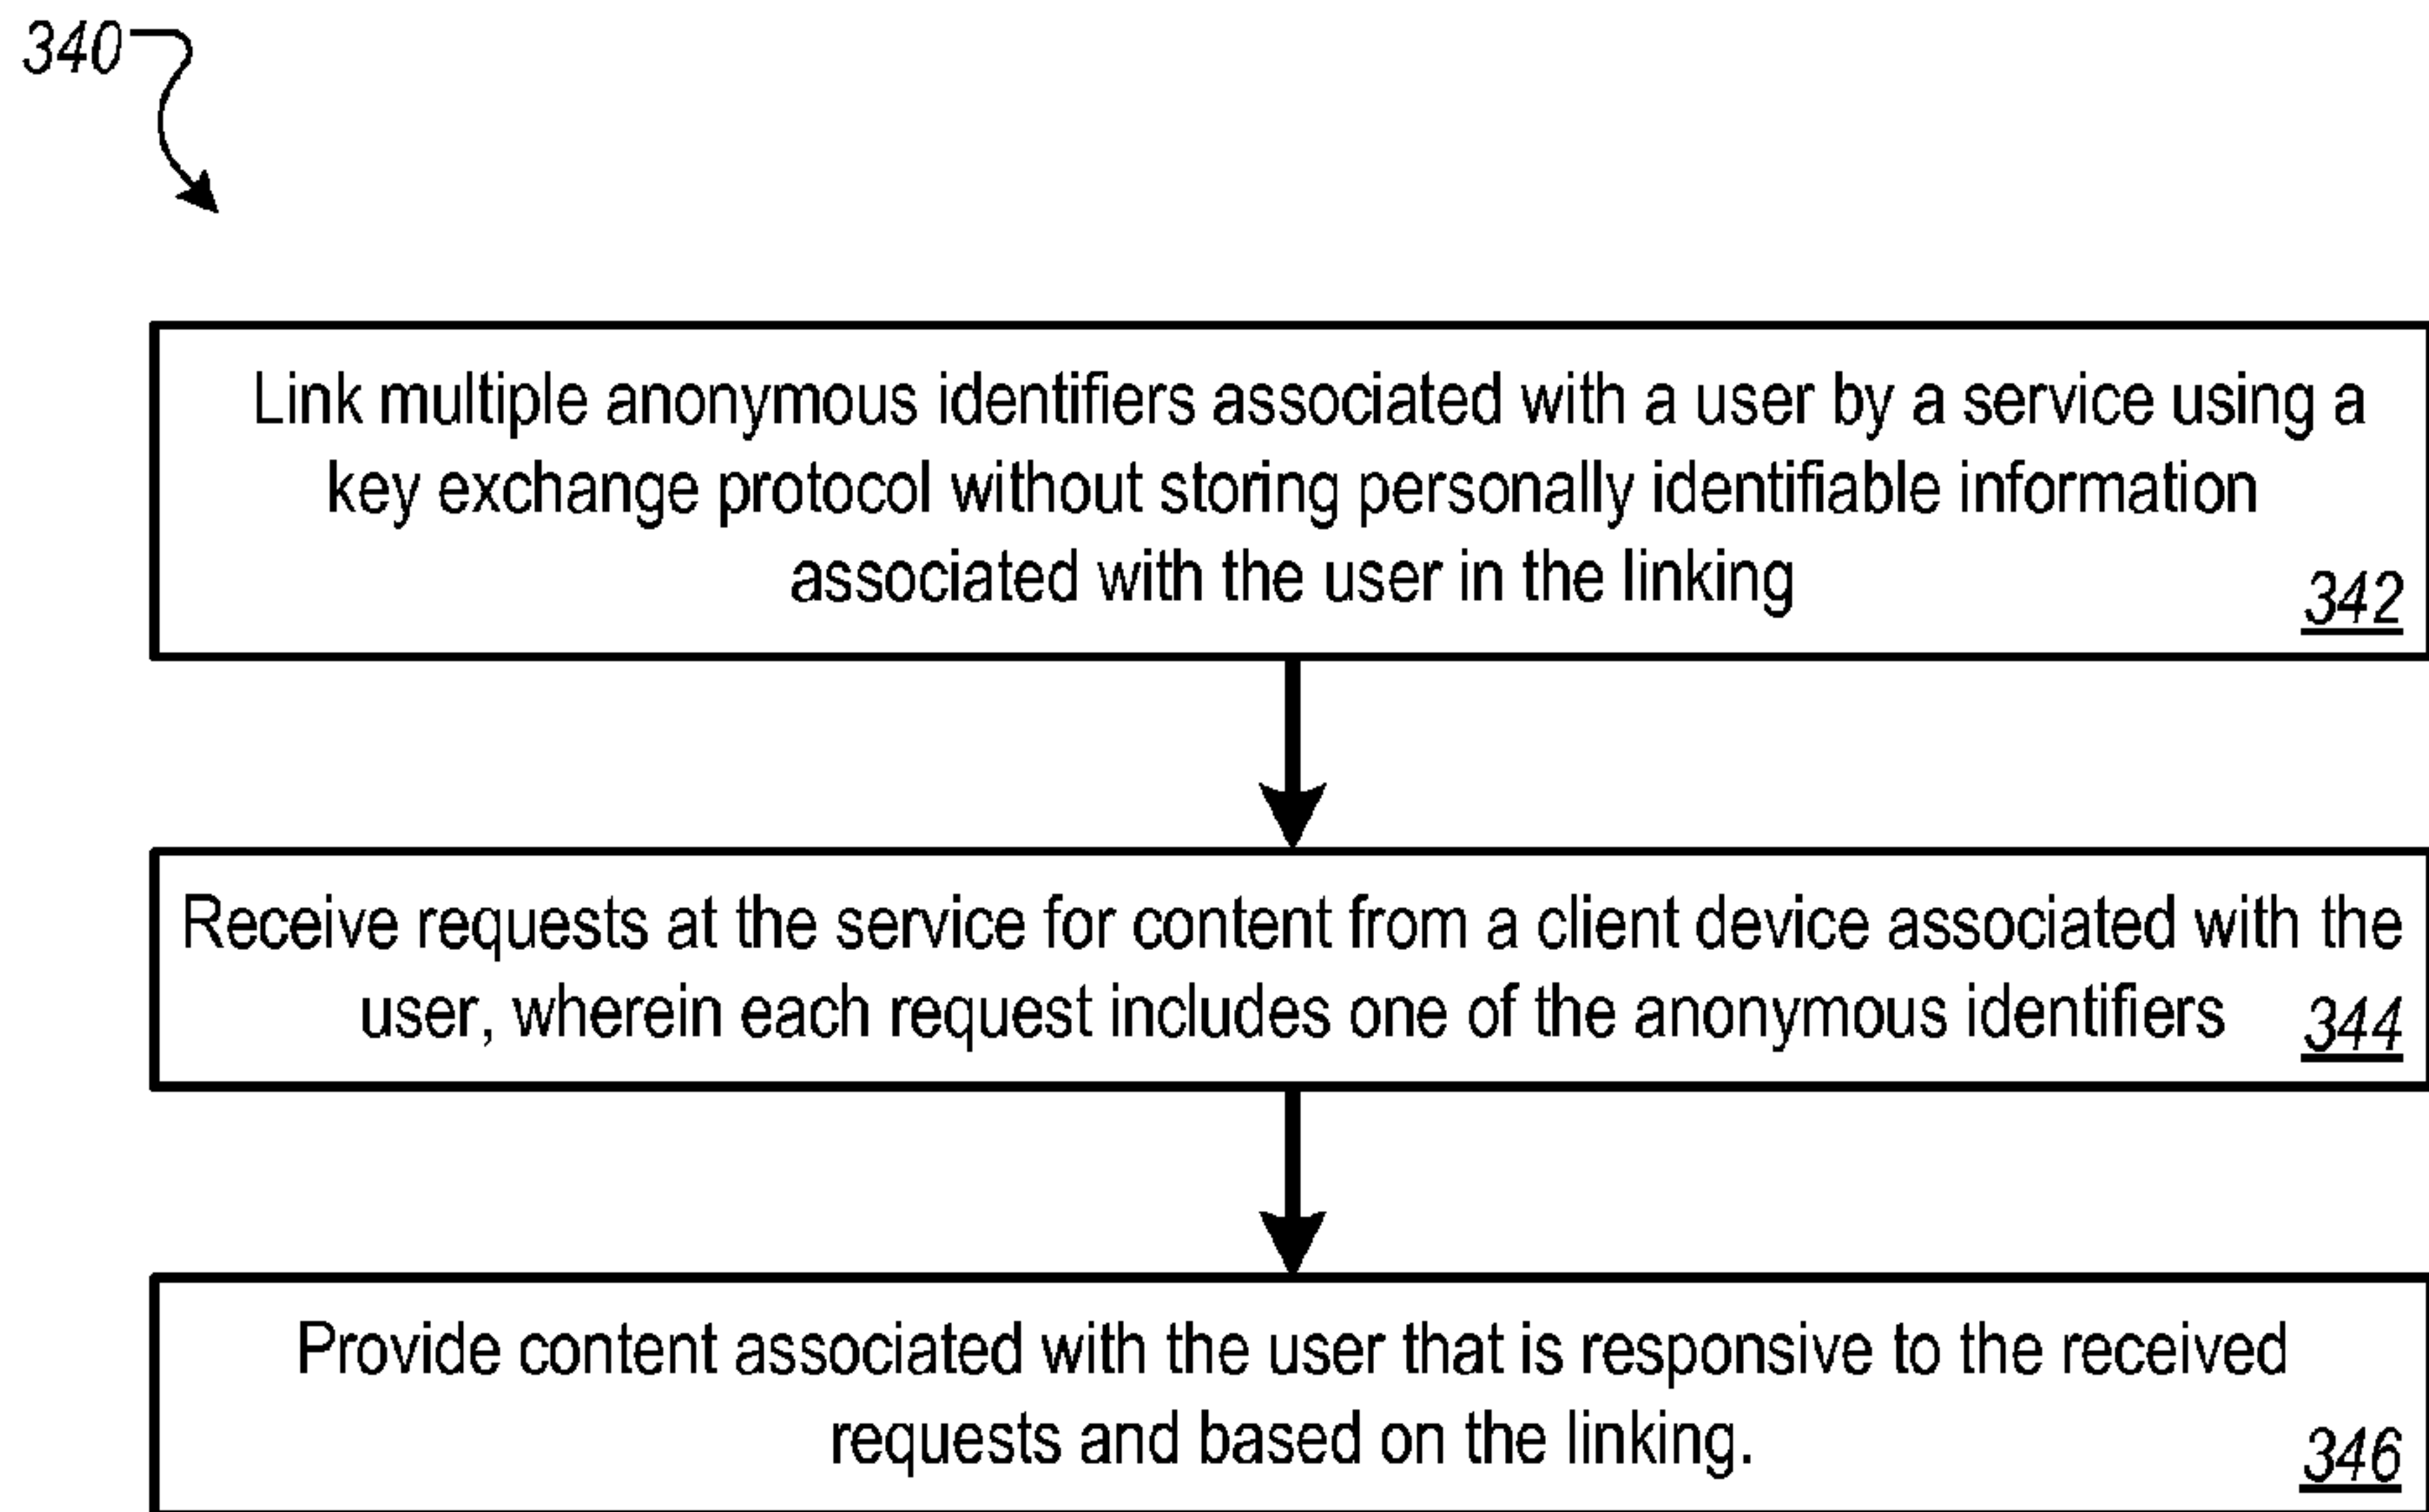 340
Link multiple anonymous identifiers associated with a user by a service using a
key exchange protocol without storing personally identifiable information
associated with the user in the linking
342
Receive requests at the service for content from a client device associated with the
user, wherein each request includes one of the anonymous identifiers 344
Provide content associated with the user that is responsive to the received
requests and based on the linking.
346